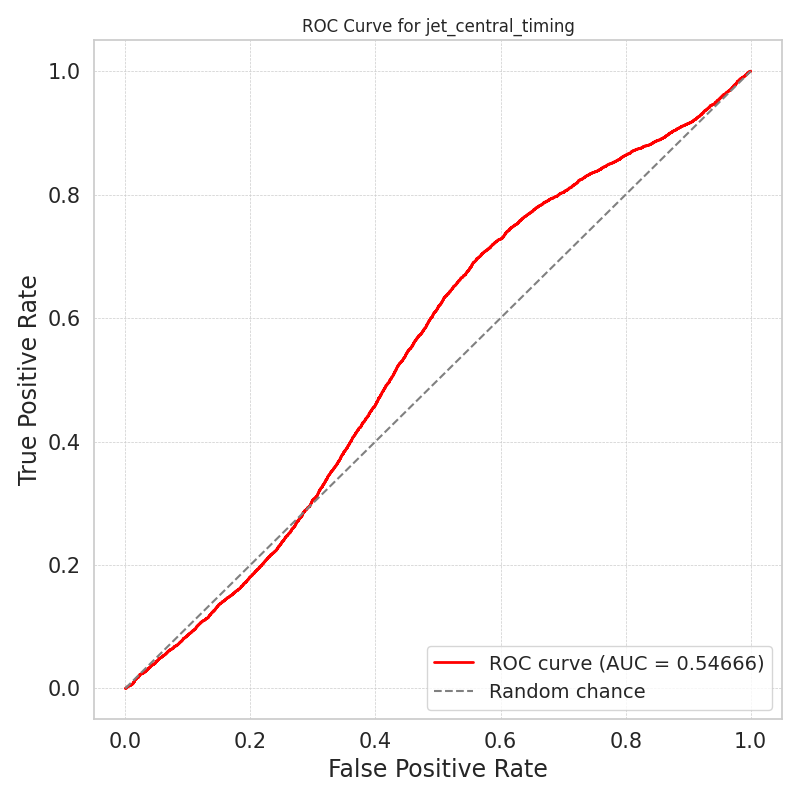 ROC Curve for jet_central_timing
True Positive Rate
1.0
0.8
0.6
0.4
0.2
0.0
ROC curve (AUC = 0.54666)
Random chance
0.0 0.2 0.4 0.6 0.8 1.0
False Positive Rate